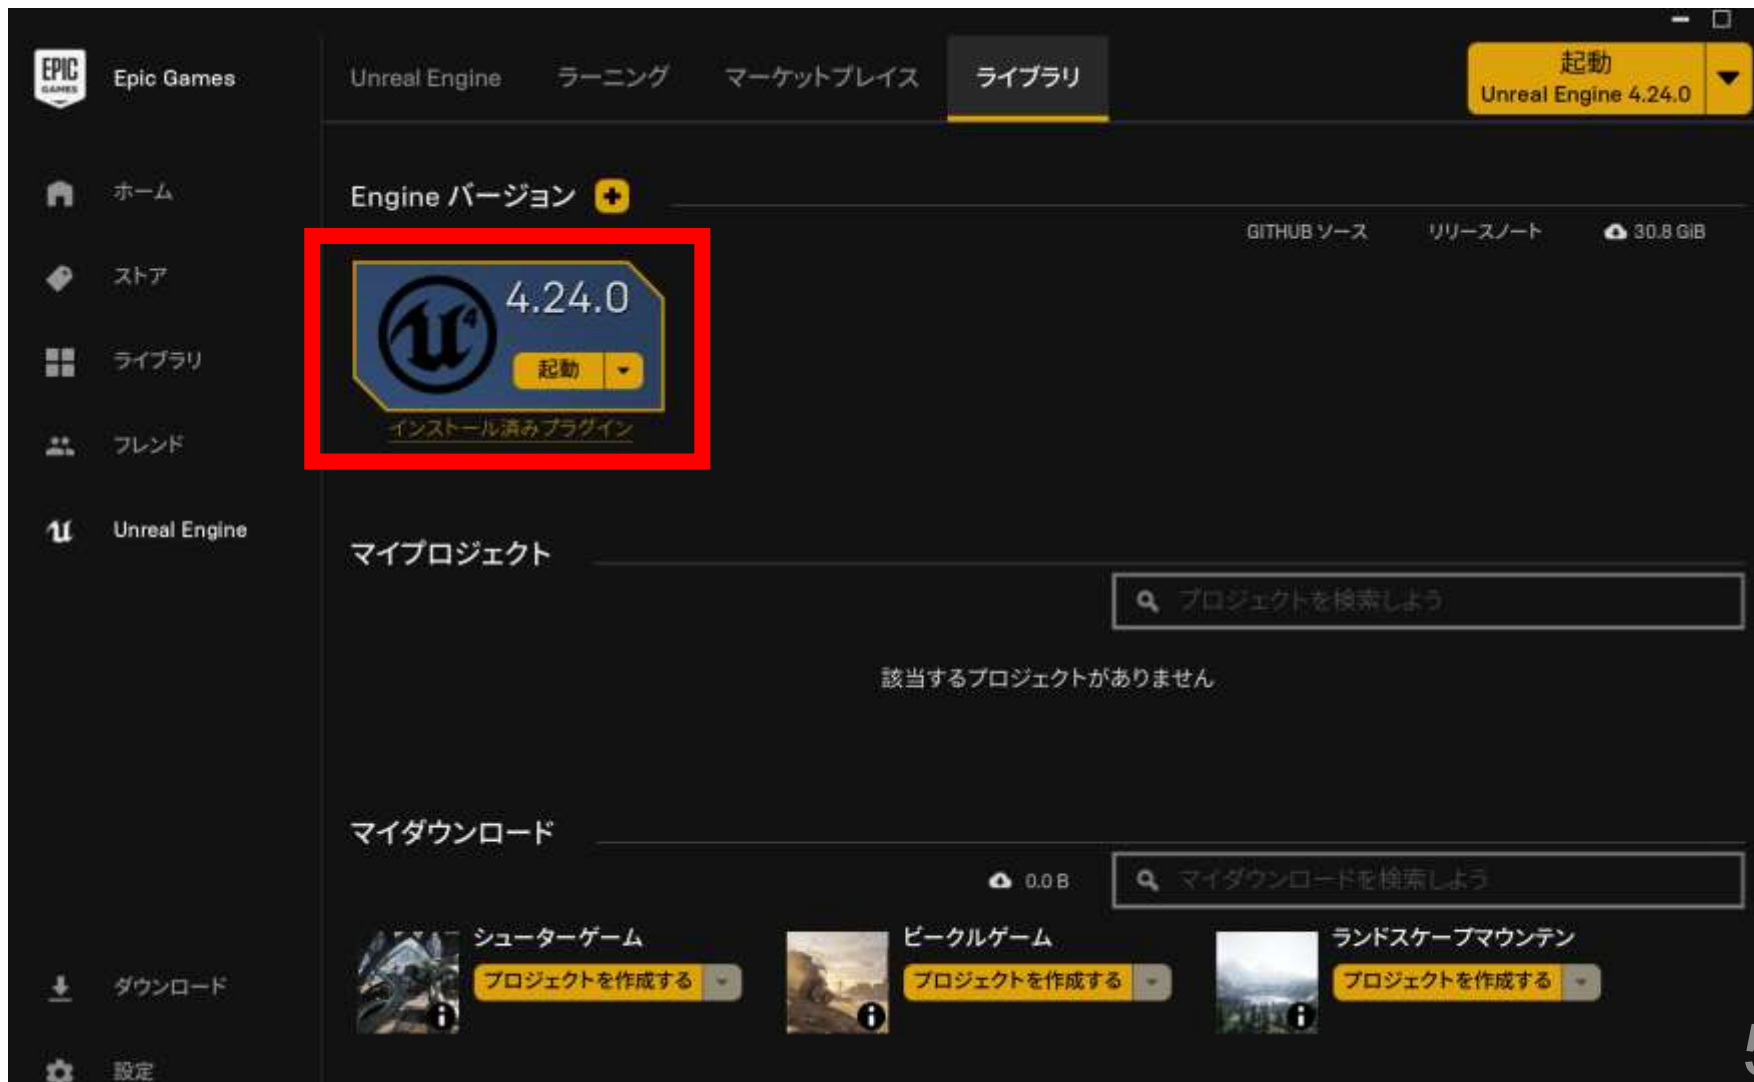 EPIC
GAMES
Epic Games
Unreal Engine
ラーニング
マーケットプレイス
ライブラリ
起動
Unreal Engine 4.24.0
ホーム
ストア
ライブラリ
フレンド
Unreal Engine
ダウンロード
設定
Engine バージョン
GITHUB ソース
リリースノート
30.8 GiB
4.24.0
起動
インストール済みプラグイン
マイプロジェクト
プロジェクトを検索しよう
該当するプロジェクトがありません
マイダウンロード
0.0 B
マイダウンロードを検索しよう
シューターゲーム
プロジェクトを作成する
ビークルゲーム
プロジェクトを作成する
ランドスケープマウンテン
プロジェクトを作成する